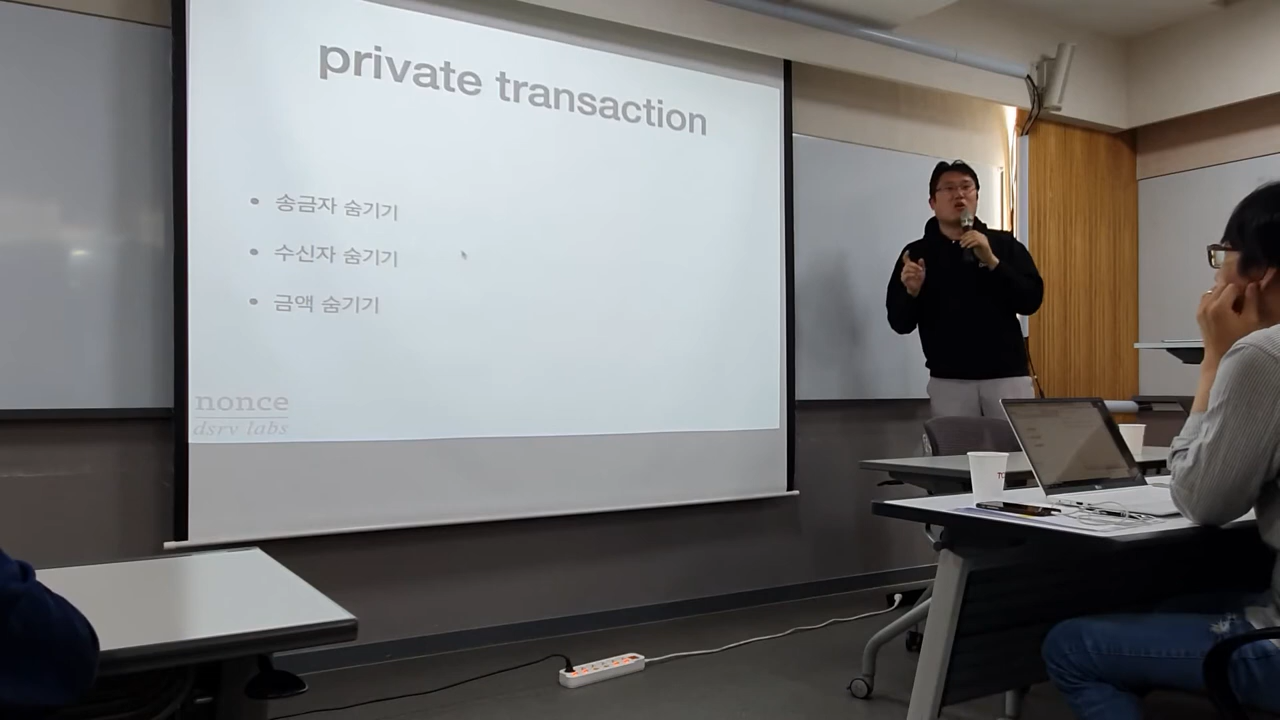 private transaction
• 송금자 숨기기
• 수신자 숨기기
• 금액 숨기기
nonce
dsrv labs